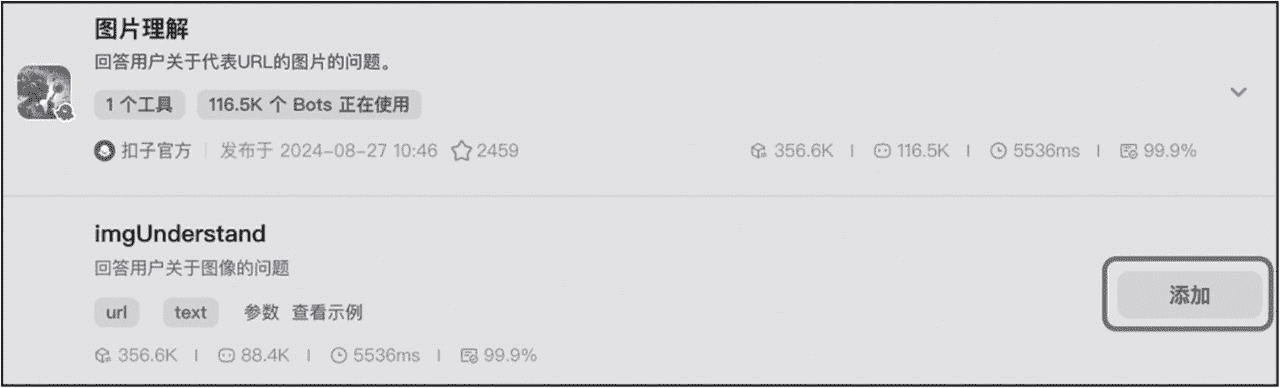 图片理解
回答用户关于代表URL的图片的问题。
1 个工具 116.5K 个 Bots 正在使用
扣子官方 发布于 2024-08-27 10:46 2459 356.6K 116.5K 5536ms 99.9%
imgUnderstand
回答用户关于图像的问题
添加
url text 参数 查看示例
356.6K 88.4K 5536ms 99.9%